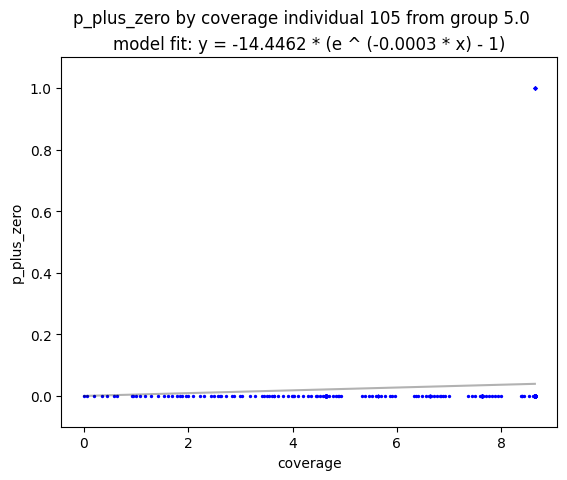 p_plus_zero by coverage individual 105 from group 5.0
model fit: y = -14.4462 * (e ^ (-0.0003 * x) - 1)
1.0
0.8
0.6
0.4
0.2
0.0
p_plus_zero
0 2 4 6 8
coverage